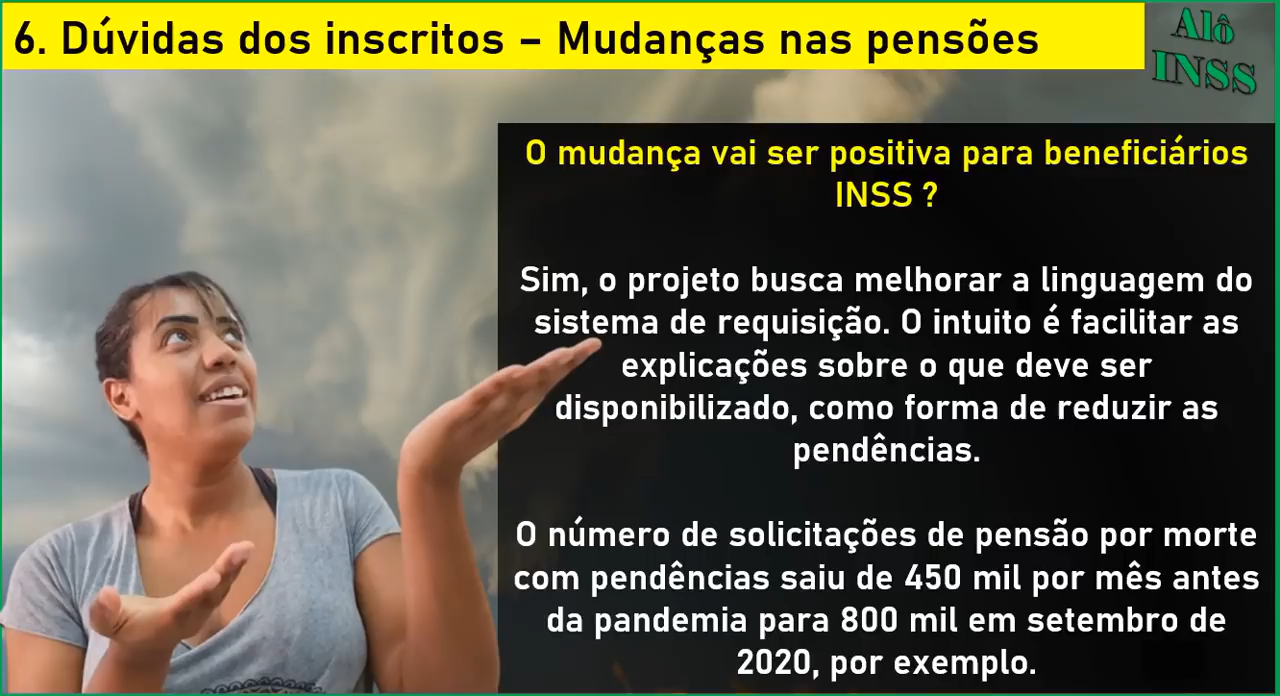 6. Dúvidas dos inscritos – Mudanças nas pensões
Alô
INSS
O mudança vai ser positiva para beneficiários
INSS ?
Sim, o projeto busca melhorar a linguagem do
sistema de requisição. O intuito é facilitar as
explicações sobre o que deve ser
disponibilizado, como forma de reduzir as
pendências.
O número de solicitações de pensão por morte
com pendências saiu de 450 mil por mês antes
da pandemia para 800 mil em setembro de
2020, por exemplo.